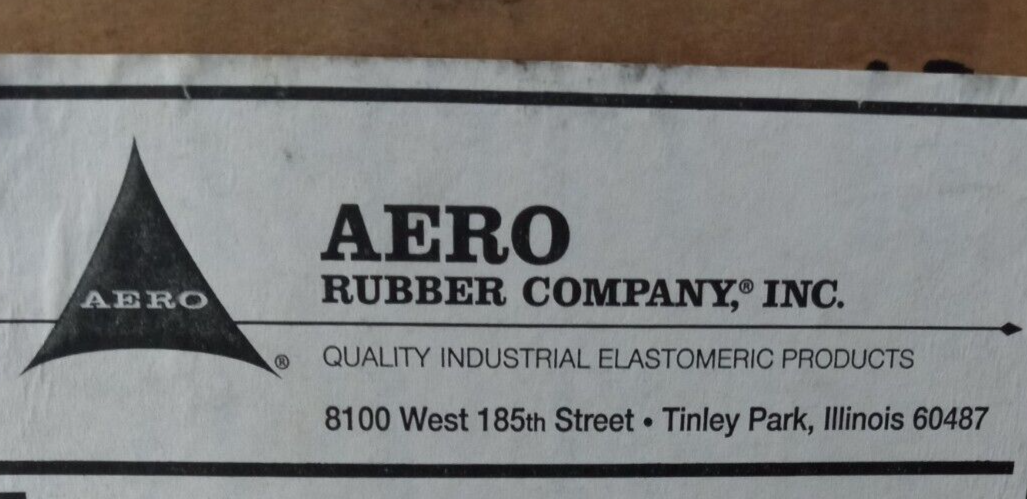 AERO
RUBBER COMPANY,® INC.
AERO
®
QUALITY INDUSTRIAL ELASTOMERIC PRODUCTS
8100 West 185th Street • Tinley Park, Illinois 60487